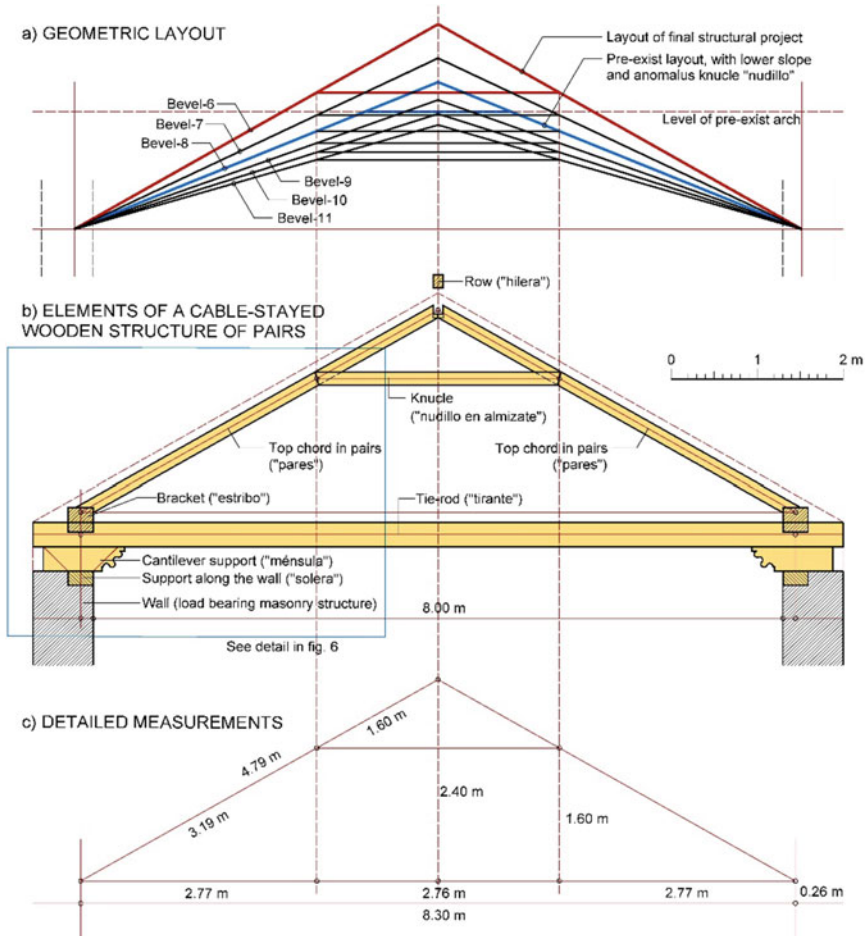 a) GEOMETRIC LAYOUT
Layout of final structural project
Pre-exist layout, with lower slope
and anomalus knucle "nudillo"
Bevel-6
Bevel-7
Bevel-8
Level of pre-exist arch
Bevel-9
Bevel-10
Bevel-11
Row ("hilera")
b) ELEMENTS OF A CABLE-STAYED
WOODEN STRUCTURE OF PAIRS
0 1 2 m
Knucle
("nudillo en almizate")
Top chord in pairs
("pares")
Top chord in pairs
("pares")
Bracket ("estribo")
Tie-rod ("tirante")
Cantilever support ("ménsula")
Support along the wall ("solera")
Wall (load bearing masonry structure)
8.00 m
See detail in fig. 6
c) DETAILED MEASUREMENTS
1.60 m
4.79 m
2.40 m
3.19 m
1.60 m
2.77 m 2.76 m 2.77 m 0.26 m
8.30 m